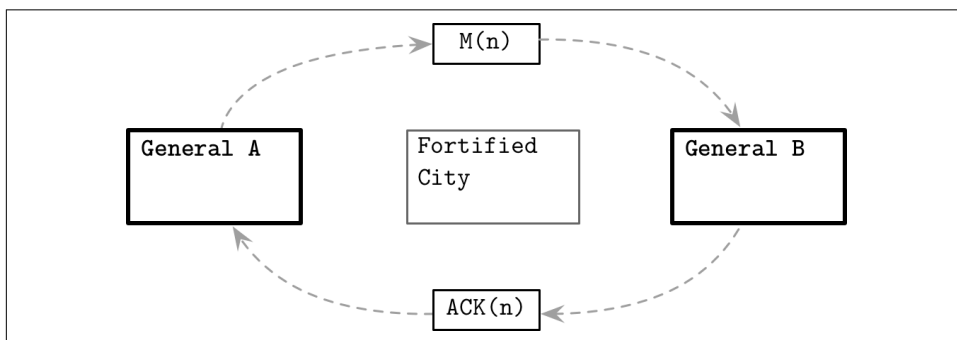 M(n)
General A
Fortified
City
General B
ACK(n)